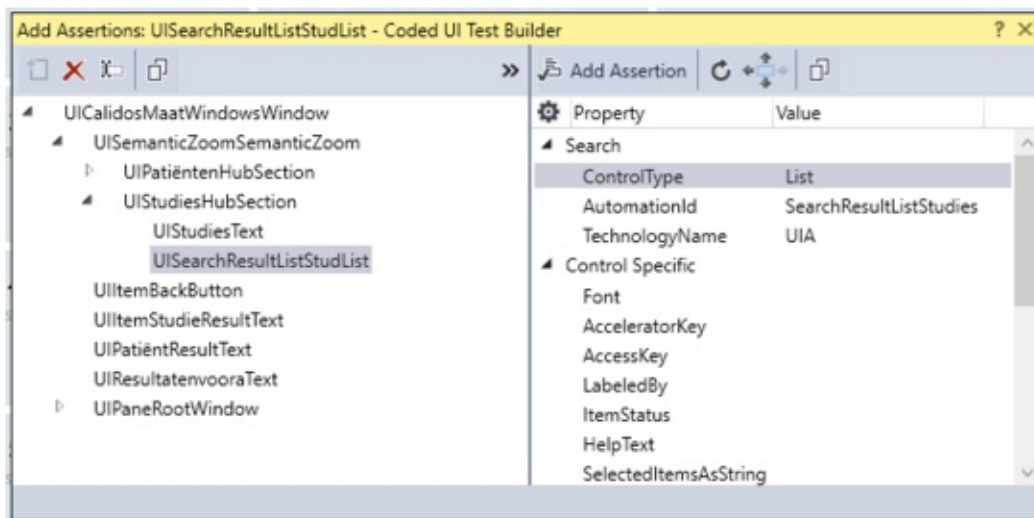 Add Assertions: UISearchResultListStudList - Coded UI Test Builder
? ×
» Add Assertion
UICalidosMaatWindowsWindow
UISemanticZoomSemanticZoom
UIPatiëntenHubSection
UIStudiesHubSection
UIStudiesText
UISearchResultListStudList
UIItemBackButton
UIItemStudieResultText
UIPatiëntResultText
UIResultatenvooraText
UIPaneRootWindow
Property Value
Search
ControlType List
AutomationId SearchResultListStudies
TechnologyName UIA
Control Specific
Font
AcceleratorKey
AccessKey
LabeledBy
ItemStatus
HelpText
SelectedItemsAsString